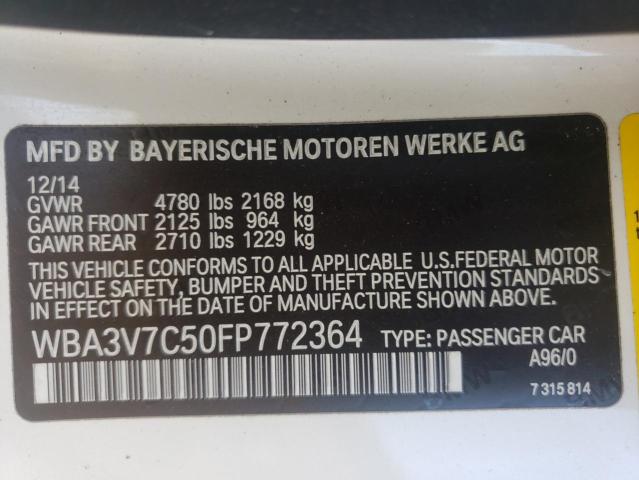 MFD BY BAYERISCHE MOTOREN WERKE AG
12/14
GVWR 4780 lbs 2168 kg
GAWR FRONT 2125 lbs 964 kg
GAWR REAR 2710 lbs 1229 kg
THIS VEHICLE CONFORMS TO ALL APPLICABLE U.S.FEDERAL MOTOR
VEHICLE SAFETY, BUMPER AND THEFT PREVENTION STANDARDS
IN EFFECT ON THE DATE OF MANUFACTURE SHOWN ABOVE.
WBA3V7C50FP772364 TYPE: PASSENGER CAR
A96/0
7 315 814